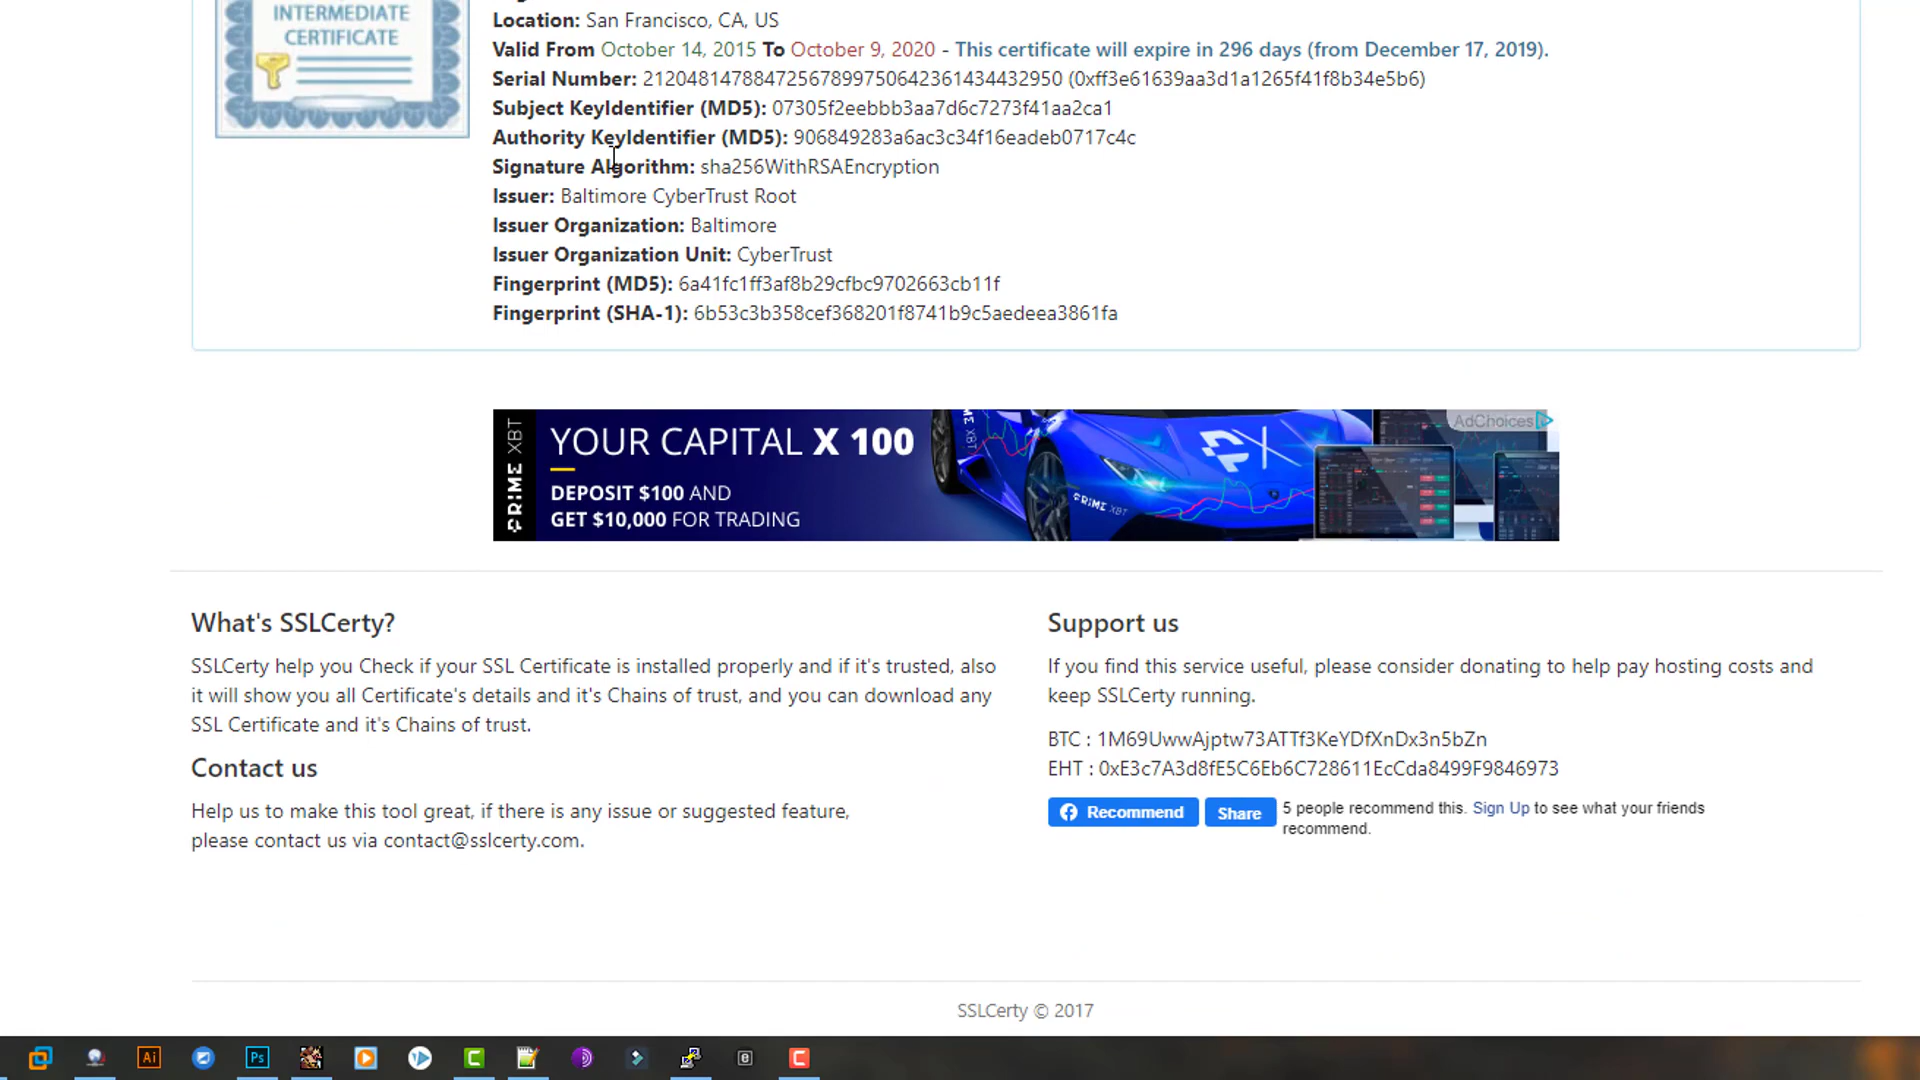 INTERMEDIATE
CERTIFICATE
Location: San Francisco, CA, US
Valid From October 14, 2015 To October 9, 2020 - This certificate will expire in 296 days (from December 17, 2019).
Serial Number: 21204814788472567899750642361434432950 (0xff3e61639aa3d1a1265f41f8b34e5b6)
Subject KeyIdentifier (MD5): 07305f2eebbb3aa7d6c7273f41aa2ca1
Authority KeyIdentifier (MD5): 906849283a6ac3c34f16eadeb0717c4c
Signature Algorithm: sha256WithRSAEncryption
Issuer: Baltimore CyberTrust Root
Issuer Organization: Baltimore
Issuer Organization Unit: CyberTrust
Fingerprint (MD5): 6a41fc1ff3af8b29cfbc9702663cb11f
Fingerprint (SHA-1): 6b53c3b358cef368201f8741b9c5aedeea3861fa
PRIME XBT
YOUR CAPITAL X 100
DEPOSIT $100 AND
GET $10,000 FOR TRADING
XBT
PRIME XBT
AdChoices
What's SSLCerty?
SSLCerty help you Check if your SSL Certificate is installed properly and if it's trusted, also
it will show you all Certificate's details and it's Chains of trust, and you can download any
SSL Certificate and it's Chains of trust.
Contact us
Help us to make this tool great, if there is any issue or suggested feature,
please contact us via contact@sslcerty.com.
Support us
If you find this service useful, please consider donating to help pay hosting costs and
keep SSLCerty running.
BTC : 1M69UwwAjptw73ATTf3KeYDfXnDx3n5bZn
EHT : 0xE3c7A3d8fE5C6Eb6C728611EcCda8499F9846973
Recommend
Share
5 people recommend this. Sign Up to see what your friends
recommend.
SSLCerty © 2017
Ai
Ps